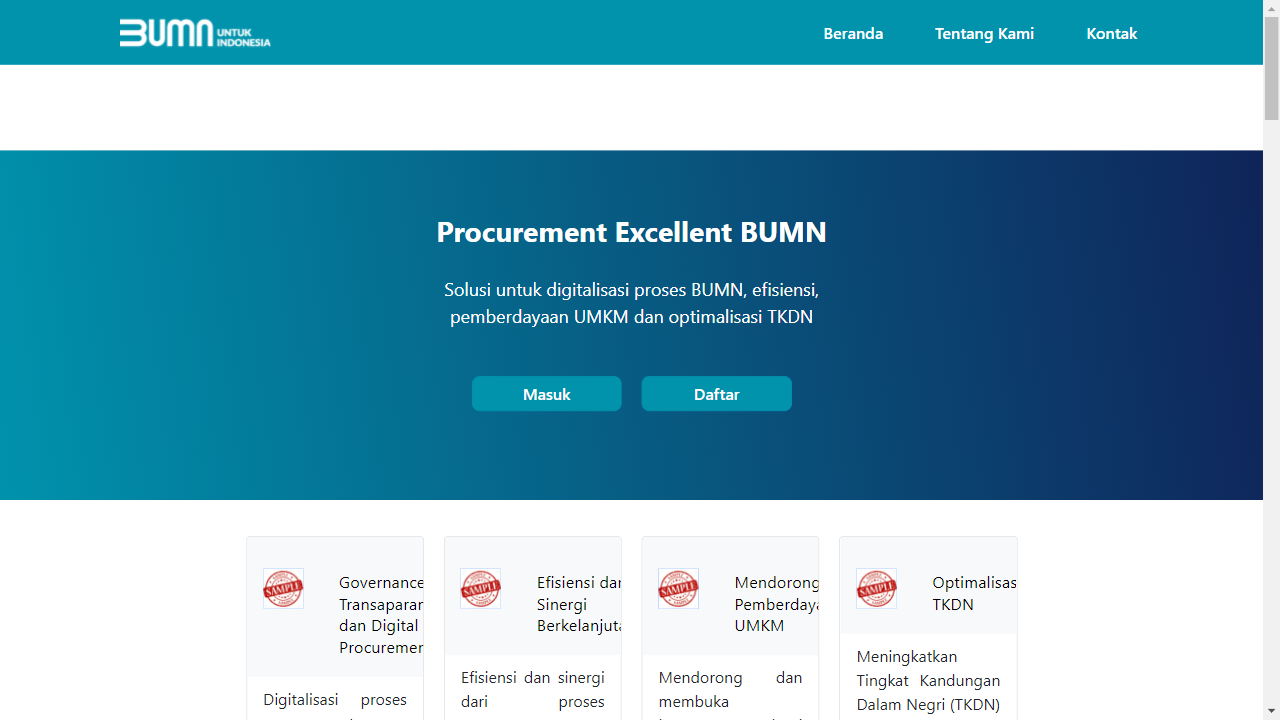 BUMN UNTUK INDONESIA
Beranda
Tentang Kami
Kontak
Procurement Excellent BUMN
Solusi untuk digitalisasi proses BUMN, efisiensi,
pemberdayaan UMKM dan optimalisasi TKDN
Masuk
Daftar
SAMPLE
Governance
Transaparan
dan Digital
Procuremen
Digitalisasi proses
SAMPLE
Efisiensi dan
Sinergi
Berkelanjuta
Efisiensi dan sinergi
dari proses
SAMPLE
Mendorong
Pemberdaya
UMKM
Mendorong dan
membuka
SAMPLE
Optimalisas
TKDN
Meningkatkan
Tingkat Kandungan
Dalam Negri (TKDN)